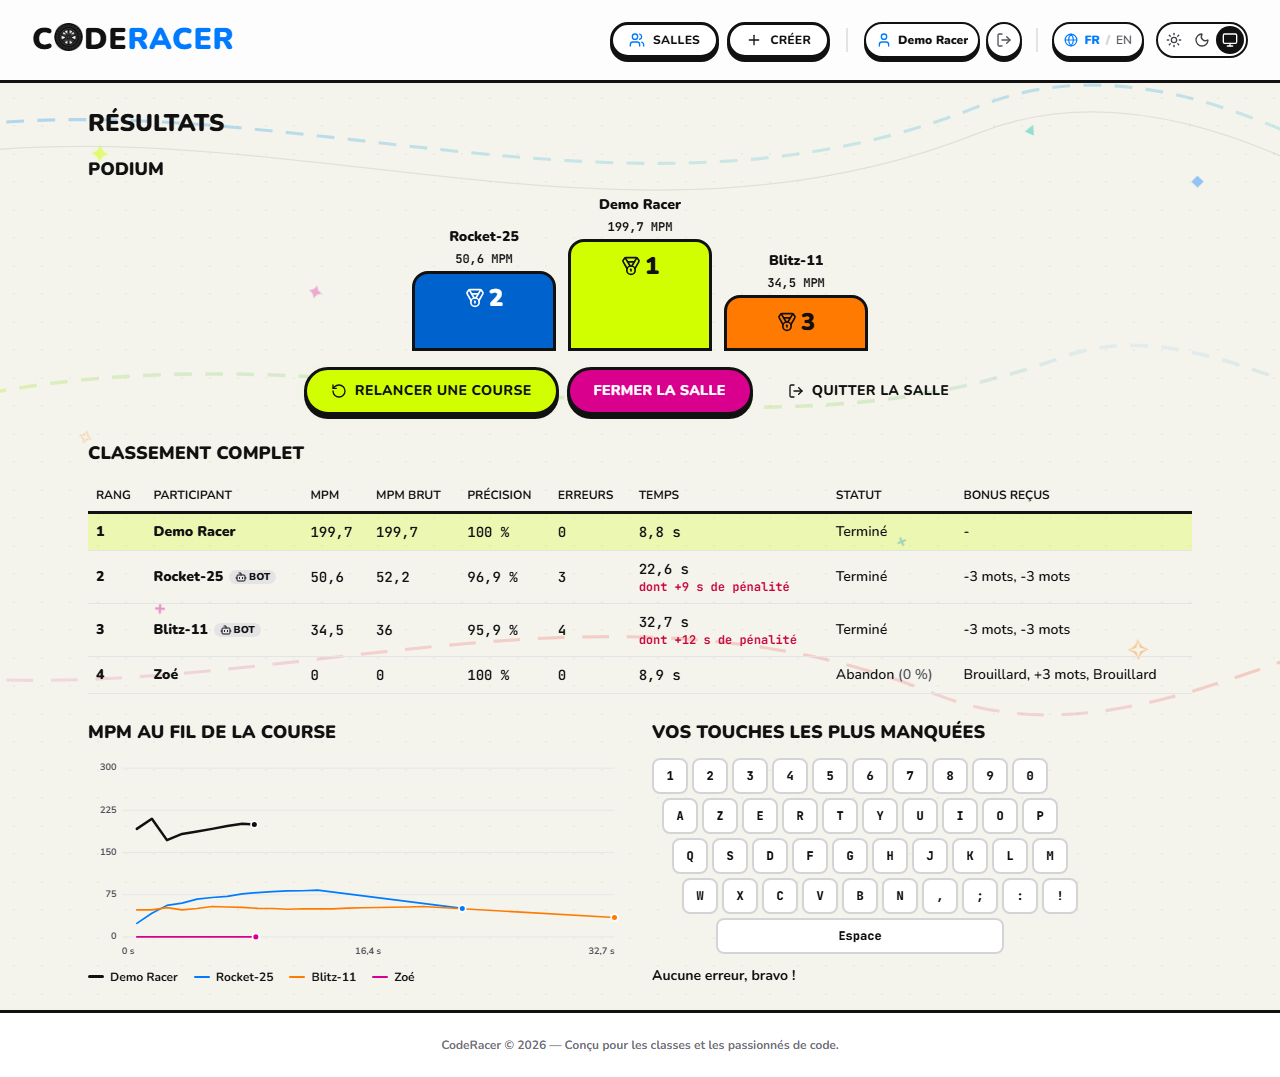 CODERACER
SALLES
CRÉER
Demo Racer
FR / EN
RÉSULTATS
PODIUM
Demo Racer
199,7 MPM
Rocket-25
50,6 MPM
Blitz-11
34,5 MPM
1
2
3
RELANCER UNE COURSE
FERMER LA SALLE
QUITTER LA SALLE
CLASSEMENT COMPLET
RANG PARTICIPANT MPM MPM BRUT PRÉCISION ERREURS TEMPS STATUT BONUS REÇUS
1 Demo Racer 199,7 199,7 100 % 0 8,8 s Terminé -
2 Rocket-25 BOT 50,6 52,2 96,9 % 3 22,6 s Terminé -3 mots, -3 mots
dont +9 s de pénalité
3 Blitz-11 BOT 34,5 36 95,9 % 4 32,7 s Terminé -3 mots, -3 mots
dont +12 s de pénalité
4 Zoé 0 0 100 % 0 8,9 s Abandon (0 %) Brouillard, +3 mots, Brouillard
MPM AU FIL DE LA COURSE
300
225
150
75
0
0 s 16,4 s 32,7 s
Demo Racer Rocket-25 Blitz-11 Zoé
VOS TOUCHES LES PLUS MANQUÉES
1 2 3 4 5 6 7 8 9 0
A Z E R T Y U I O P
Q S D F G H J K L M
W X C V B N , ; : !
Espace
Aucune erreur, bravo !
CodeRacer © 2026 — Conçu pour les classes et les passionnés de code.